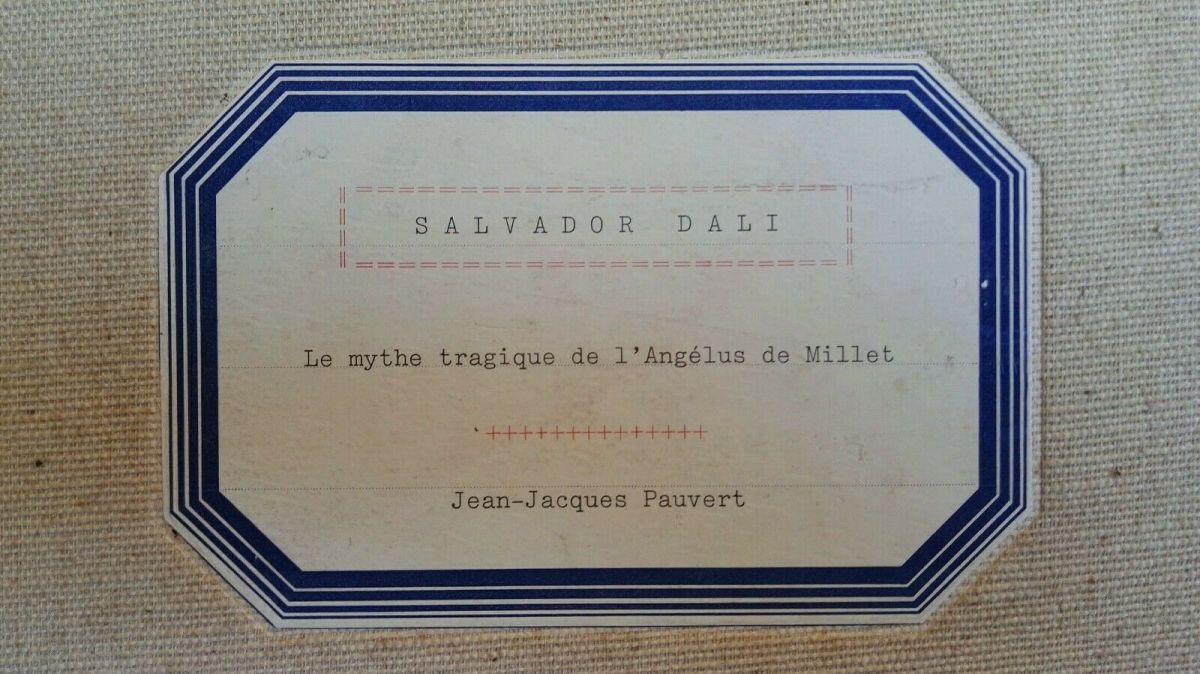 SALVADOR DALI
Le mythe tragique de l'Angélus de Millet
++++++++++++++
Jean-Jacques Pauvert